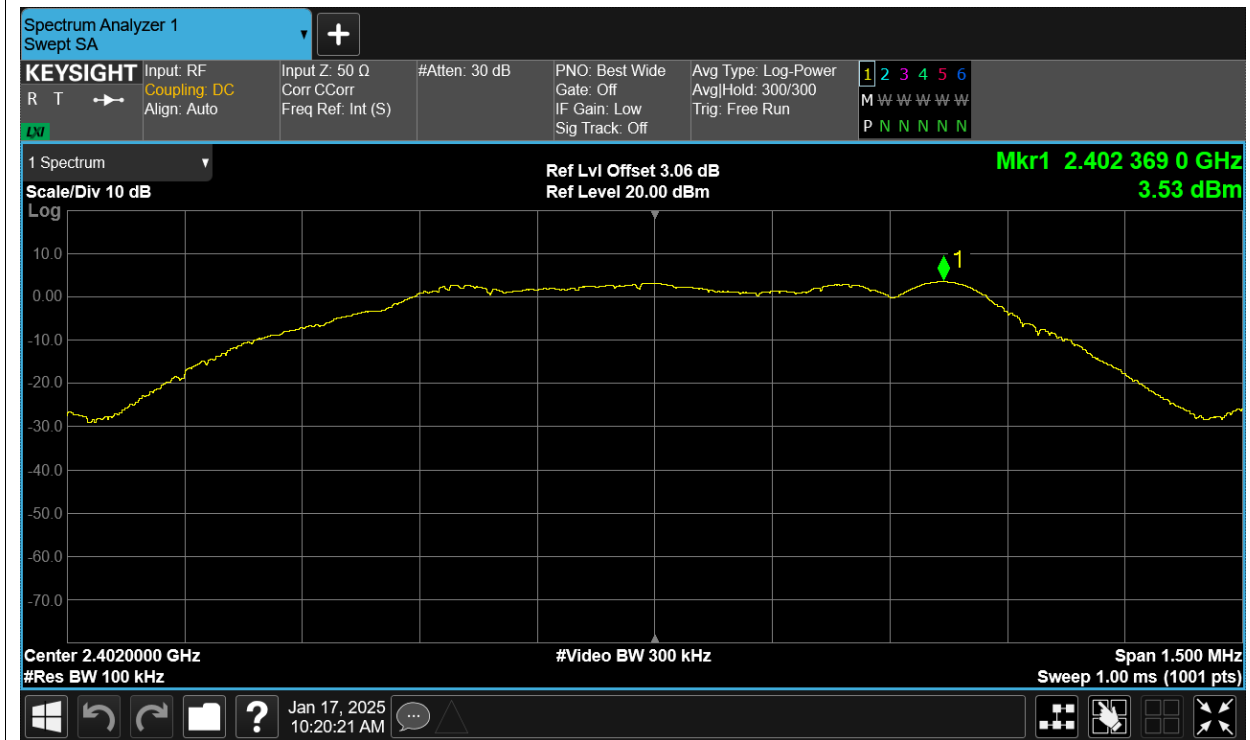 Spectrum Analyzer 1
Swept SA
KEYSIGHT
R T
LXI
Input: RF
Coupling: DC
Align: Auto
Input Z: 50 Ω
Corr CCorr
Freq Ref: Int (S)
#Atten: 30 dB
PNO: Best Wide
Gate: Off
IF Gain: Low
Sig Track: Off
Avg Type: Log-Power
Avg|Hold: 300/300
Trig: Free Run
1 2 3 4 5 6
M W W W W W
P N N N N N
1 Spectrum
Scale/Div 10 dB
Log
Ref Lvl Offset 3.06 dB
Ref Level 20.00 dBm
Mkr1 2.402 369 0 GHz
3.53 dBm
1
10.0
0.00
-10.0
-20.0
-30.0
-40.0
-50.0
-60.0
-70.0
Center 2.4020000 GHz
#Res BW 100 kHz
#Video BW 300 kHz
Span 1.500 MHz
Sweep 1.00 ms (1001 pts)
?
Jan 17, 2025
10:20:21 AM